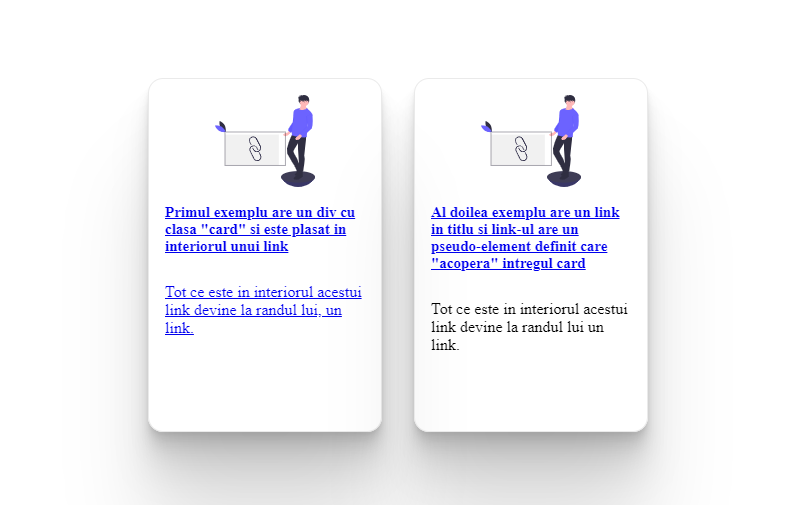 Primul exemplu are un div cu
clasa "card" si este plasat in
interiorul unui link
Tot ce este in interiorul acestui
link devine la randul lui, un
link.
Al doilea exemplu are un link
in titlu si link-ul are un
pseudo-element definit care
"acopera" intregul card
Tot ce este in interiorul acestui
link devine la randul lui un
link.